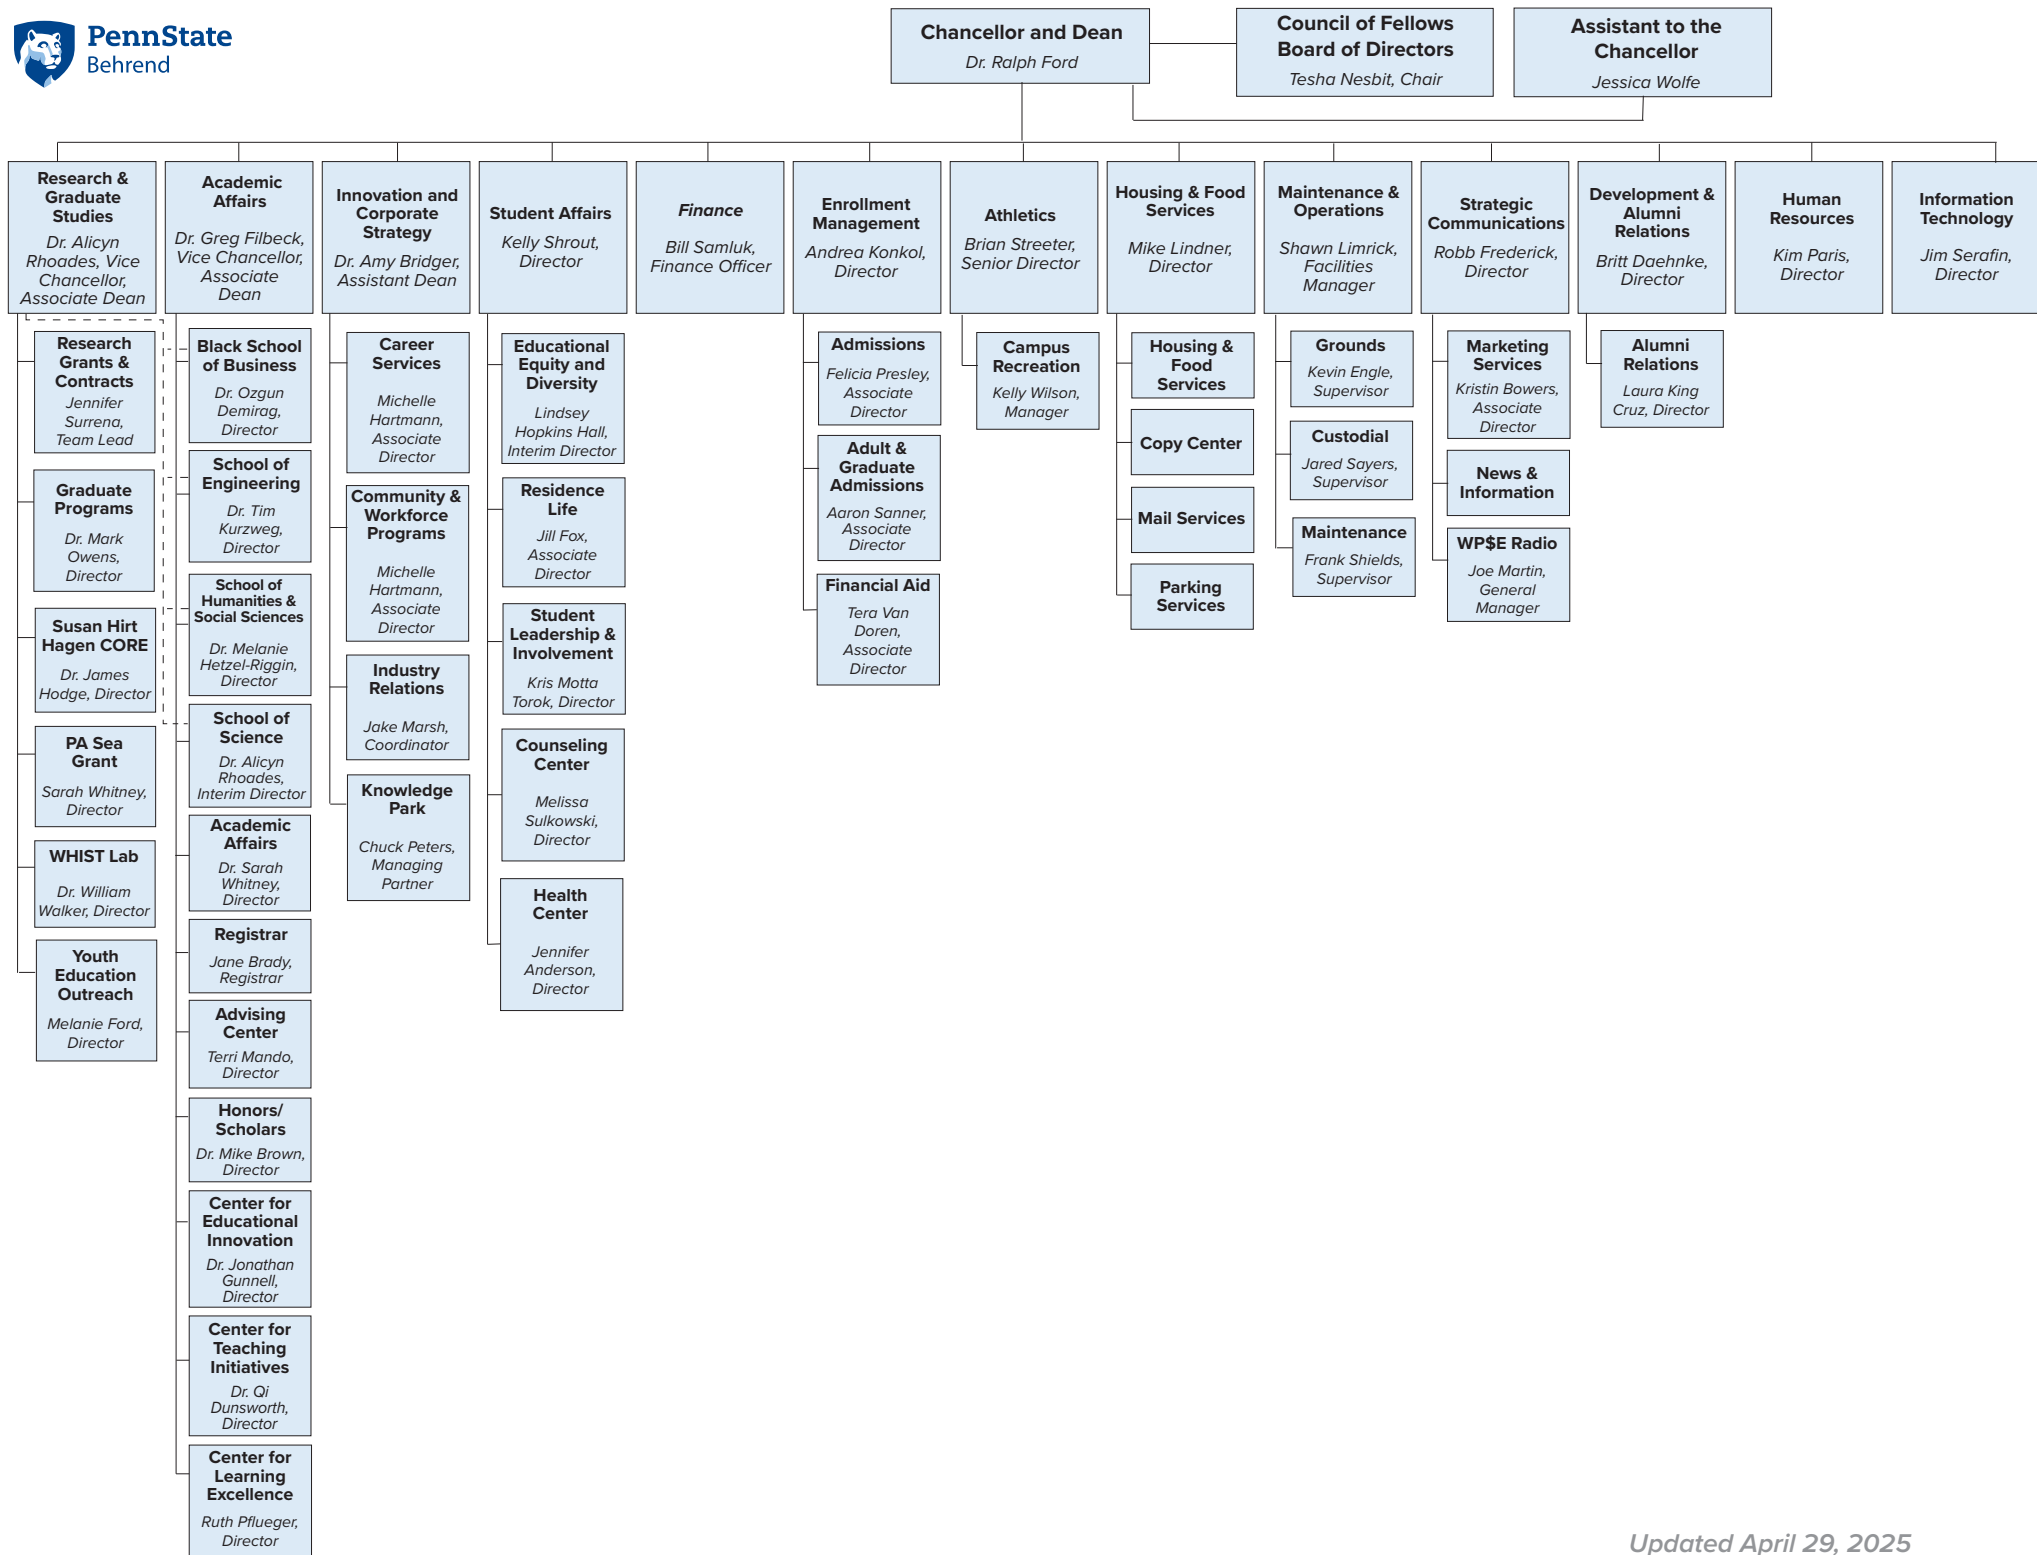 PennState
Behrend
Chancellor and Dean
Dr. Ralph Ford
Council of Fellows
Board of Directors
Tesha Nesbit, Chair
Assistant to the
Chancellor
Jessica Wolfe
Research &
Graduate
Studies
Dr. Alicyn
Rhoades, Vice
Chancellor,
Associate Dean
Research
Grants &
Contracts
Jennifer
Surrena,
Team Lead
Graduate
Programs
Dr. Mark
Owens,
Director
Susan Hirt
Hagen CORE
Dr. James
Hodge, Director
PA Sea
Grant
Sarah Whitney,
Director
WHIST Lab
Dr. William
Walker, Director
Youth
Education
Outreach
Melanie Ford,
Director
Academic
Affairs
Dr. Greg Filbeck,
Vice Chancellor,
Associate
Dean
Black School
of Business
Dr. Ozgun
Demirag,
Director
School of
Engineering
Dr. Tim
Kurzweg,
Director
School of
Humanities &
Social Sciences
Dr. Melanie
Hetzel-Riggin,
Director
School of
Science
Dr. Alicyn
Rhoades,
Interim Director
Academic
Affairs
Dr. Sarah
Whitney,
Director
Registrar
Jane Brady,
Registrar
Advising
Center
Terri Mando,
Director
Honors/
Scholars
Dr. Mike Brown,
Director
Center for
Educational
Innovation
Dr. Jonathan
Gunnell,
Director
Center for
Teaching
Initiatives
Dr. Qi
Dunsworth,
Director
Center for
Learning
Excellence
Ruth Pflueger,
Director
Innovation and
Corporate
Strategy
Dr. Amy Bridger,
Assistant Dean
Career
Services
Michelle
Hartmann,
Associate
Director
Community &
Workforce
Programs
Michelle
Hartmann,
Associate
Director
Industry
Relations
Jake Marsh,
Coordinator
Knowledge
Park
Chuck Peters,
Managing
Partner
Student Affairs
Kelly Shrout,
Director
Educational
Equity and
Diversity
Lindsey
Hopkins Hall,
Interim Director
Residence
Life
Jill Fox,
Associate
Director
Student
Leadership &
Involvement
Kris Motta
Torok, Director
Counseling
Center
Melissa
Sulkowski,
Director
Health
Center
Jennifer
Anderson,
Director
Finance
Bill Samluk,
Finance Officer
Enrollment
Management
Andrea Konkol,
Director
Admissions
Felicia Presley,
Associate
Director
Adult &
Graduate
Admissions
Aaron Sanner,
Associate
Director
Financial Aid
Tera Van
Doren,
Associate
Director
Athletics
Brian Streeter,
Senior Director
Campus
Recreation
Kelly Wilson,
Manager
Housing & Food
Services
Mike Lindner,
Director
Housing &
Food
Services
Copy Center
Mail Services
Parking
Services
Maintenance &
Operations
Shawn Limrick,
Facilities
Manager
Grounds
Kevin Engle,
Supervisor
Custodial
Jared Sayers,
Supervisor
Maintenance
Frank Shields,
Supervisor
Strategic
Communications
Robb Frederick,
Director
Marketing
Services
Kristin Bowers,
Associate
Director
News &
Information
WP$E Radio
Joe Martin,
General
Manager
Development &
Alumni
Relations
Britt Daehnke,
Director
Alumni
Relations
Laura King
Cruz, Director
Human
Resources
Kim Paris,
Director
Information
Technology
Jim Serafin,
Director
Updated April 29, 2025